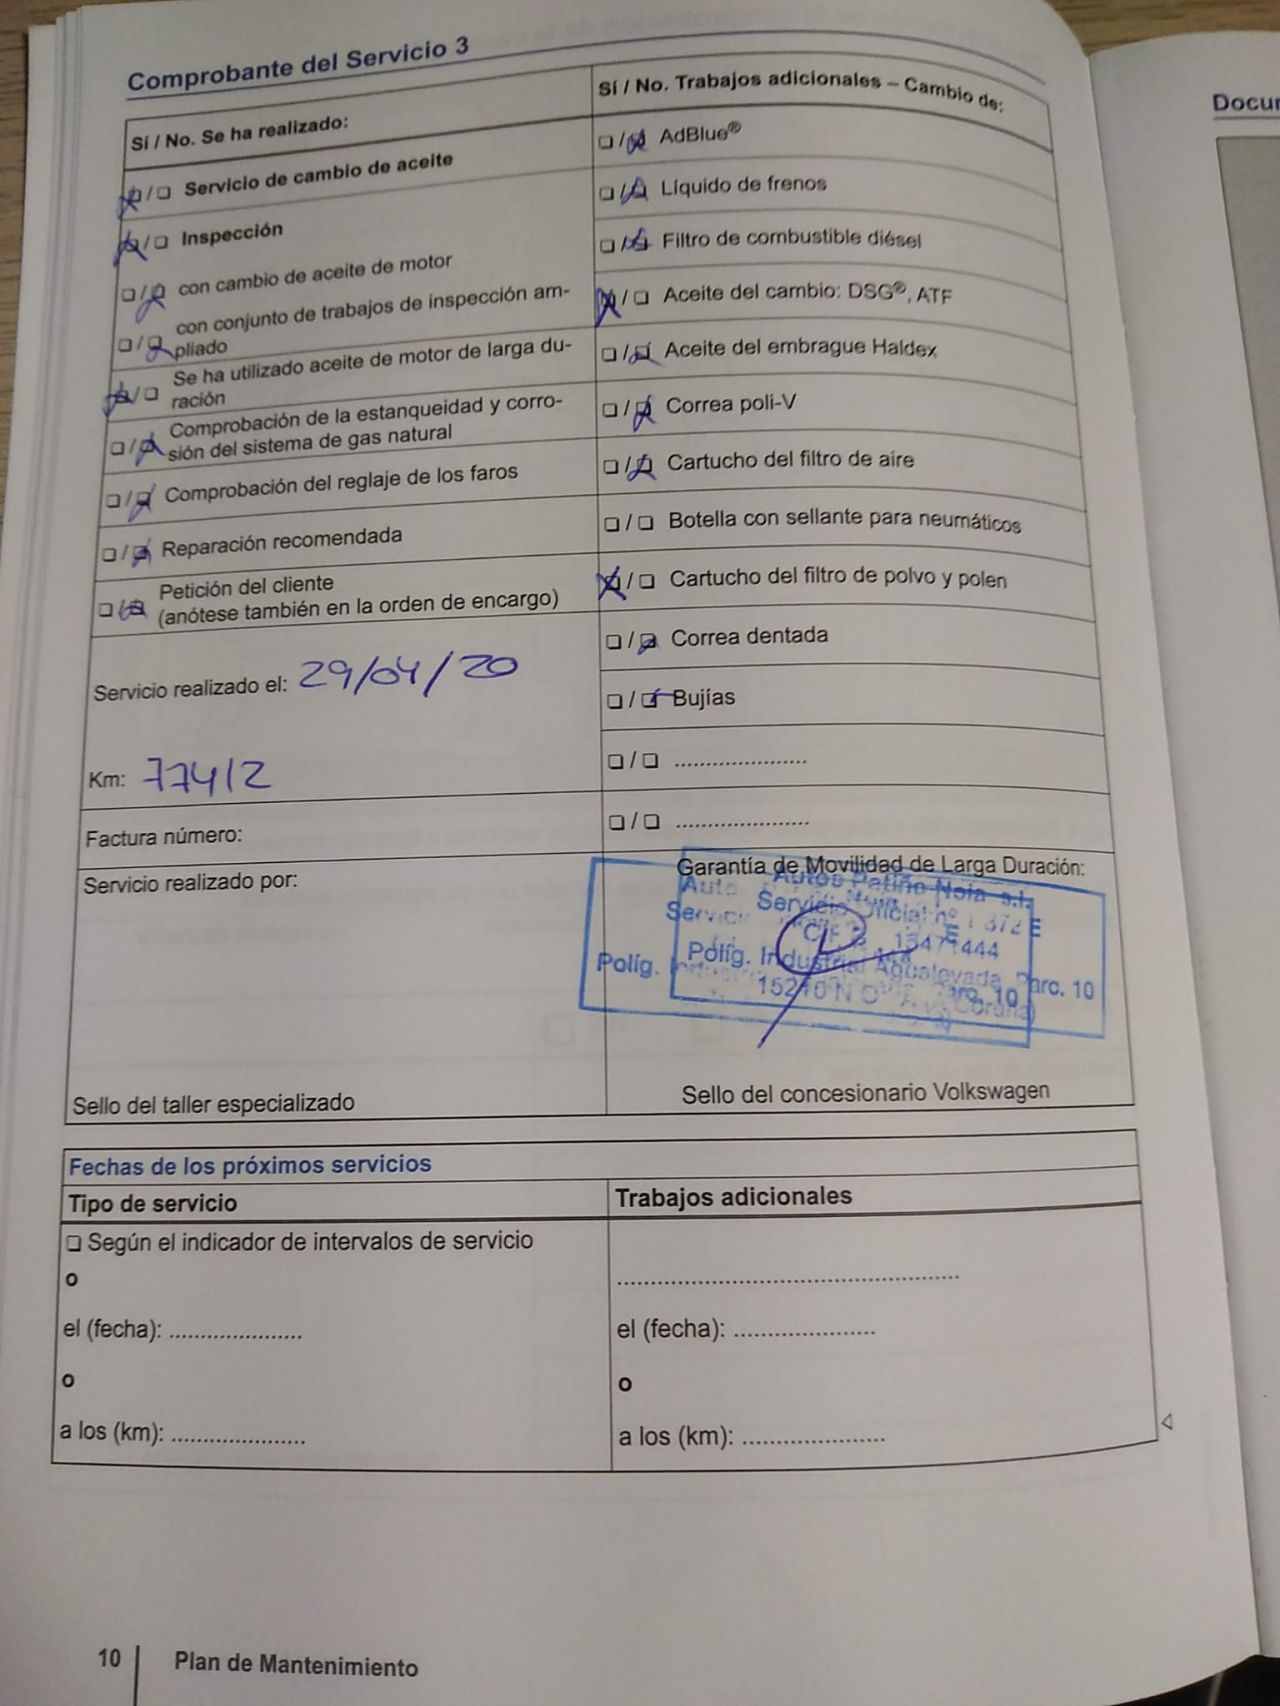 Comprobante del Servicio 3
Sí / No. Se ha realizado:
❏ / ❏ Servicio de cambio de aceite
❏ / ❏ Inspección
❏ / ❏ con cambio de aceite de motor
❏ / ❏ con conjunto de trabajos de inspección am-
pliado
❏ / ❏ Se ha utilizado aceite de motor de larga du-
ración
❏ / ❏ Comprobación de la estanqueidad y corro-
sión del sistema de gas natural
❏ / ❏ Comprobación del reglaje de los faros
❏ / ❏ Reparación recomendada
❏ / ❏ Petición del cliente
(anótese también en la orden de encargo)
Servicio realizado el: 29/04/20
Km: 77412
Factura número:
Servicio realizado por:
Sello del taller especializado
Sí / No. Trabajos adicionales – Cambio de:
❏ / ❏ AdBlue®
❏ / ❏ Líquido de frenos
❏ / ❏ Filtro de combustible diésel
❏ / ❏ Aceite del cambio: DSG®, ATF
❏ / ❏ Aceite del embrague Haldex
❏ / ❏ Correa poli-V
❏ / ❏ Cartucho del filtro de aire
❏ / ❏ Botella con sellante para neumáticos
❏ / ❏ Cartucho del filtro de polvo y polen
❏ / ❏ Correa dentada
❏ / ❏ Bujías
❏ / ❏ .....................
❏ / ❏ .....................
Garantía de Movilidad de Larga Duración:
Autos Patiño Noia s.l.
Servicio Oficial nº
Políg. Industrial Parc. 10
Sello del concesionario Volkswagen
Fechas de los próximos servicios
Tipo de servicio
❏ Según el indicador de intervalos de servicio
o
el (fecha): .....................
o
a los (km): .....................
Trabajos adicionales
......................................................
el (fecha): ......................
o
a los (km): ......................
10
Plan de Mantenimiento
Docu